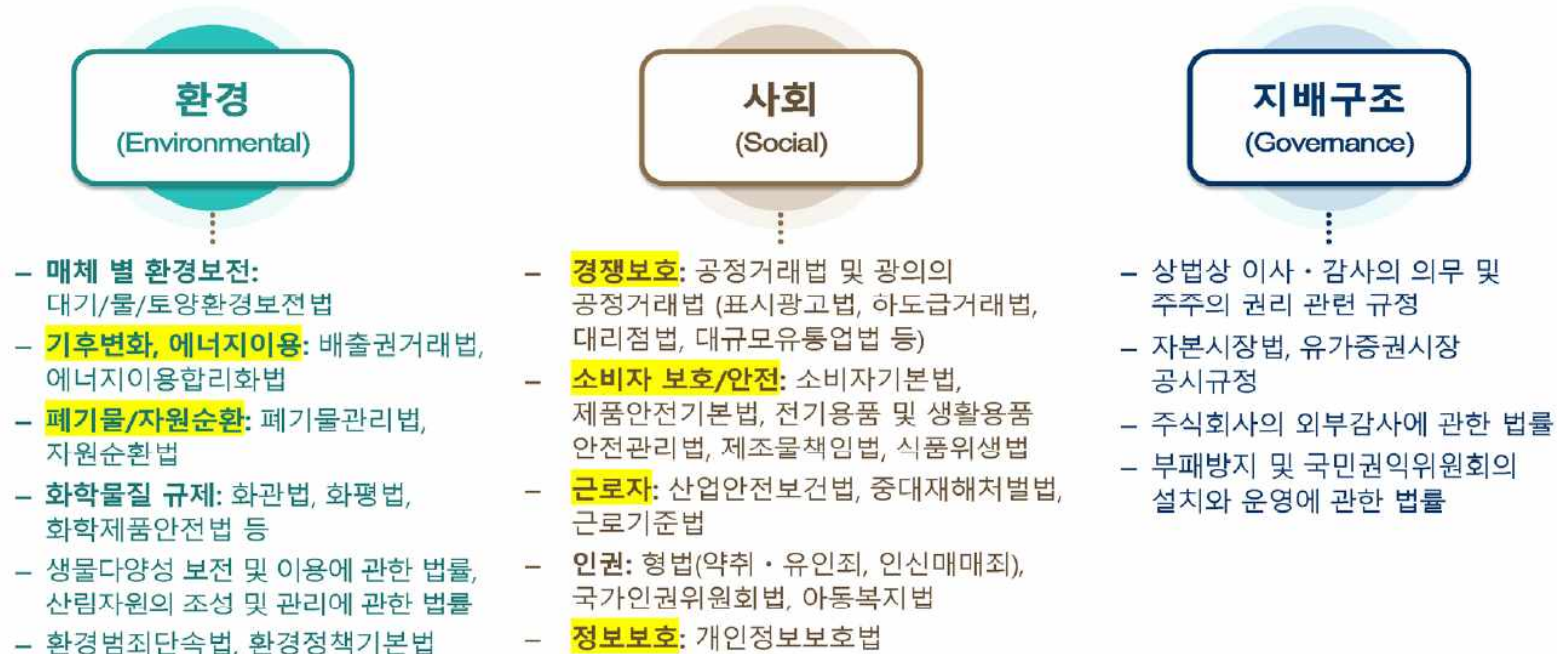 환경
(Environmental)
– 매체 별 환경보전:
대기/물/토양환경보전법
– 기후변화, 에너지이용: 배출권거래법,
에너지이용합리화법
– 폐기물/자원순환: 폐기물관리법,
자원순환법
– 화학물질 규제: 화관법, 화평법,
화학제품안전법 등
– 생물다양성 보전 및 이용에 관한 법률,
산림자원의 조성 및 관리에 관한 법률
– 환경범죄단속법, 환경정책기본법
사회
(Social)
– 경쟁보호: 공정거래법 및 광의의
공정거래법 (표시광고법, 하도급거래법,
대리점법, 대규모유통업법 등)
– 소비자 보호/안전: 소비자기본법,
제품안전기본법, 전기용품 및 생활용품
안전관리법, 제조물책임법, 식품위생법
– 근로자: 산업안전보건법, 중대재해처벌법,
근로기준법
– 인권: 형법(약취・유인죄, 인신매매죄),
국가인권위원회법, 아동복지법
– 정보보호: 개인정보보호법
지배구조
(Governance)
– 상법상 이사・감사의 의무 및
주주의 권리 관련 규정
– 자본시장법, 유가증권시장
공시규정
– 주식회사의 외부감사에 관한 법률
– 부패방지 및 국민권익위원회의
설치와 운영에 관한 법률